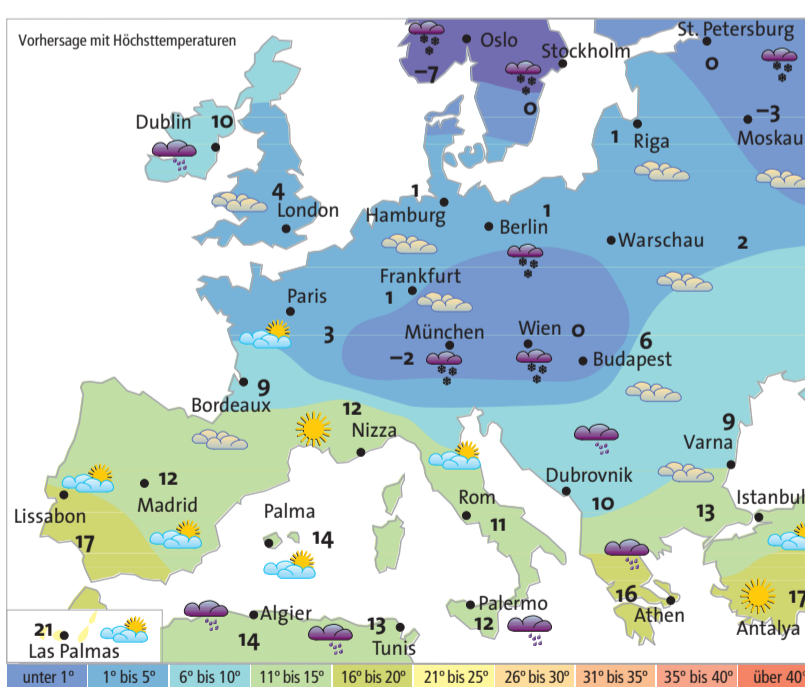 Vorhersage mit Höchsttemperaturen
Oslo
−7
Stockholm
0
St. Petersburg
0
−3
Moskau
Dublin 10
1 Riga
4
London
1
Hamburg
1
Berlin
Warschau
2
Frankfurt
1
Paris
3
München
−2
Wien 0
Budapest
6
9
Bordeaux
12
Nizza
9
Varna
12
Madrid
Lissabon
17
Palma
14
Rom
11
Dubrovnik
10
13
Istanbul
16
Athen
17
Antalya
Palermo
12
Algier
14
13
Tunis
21
Las Palmas
unter 1° 1° bis 5° 6° bis 10° 11° bis 15° 16° bis 20° 21° bis 25° 26° bis 30° 31° bis 35° 35° bis 40° über 40°